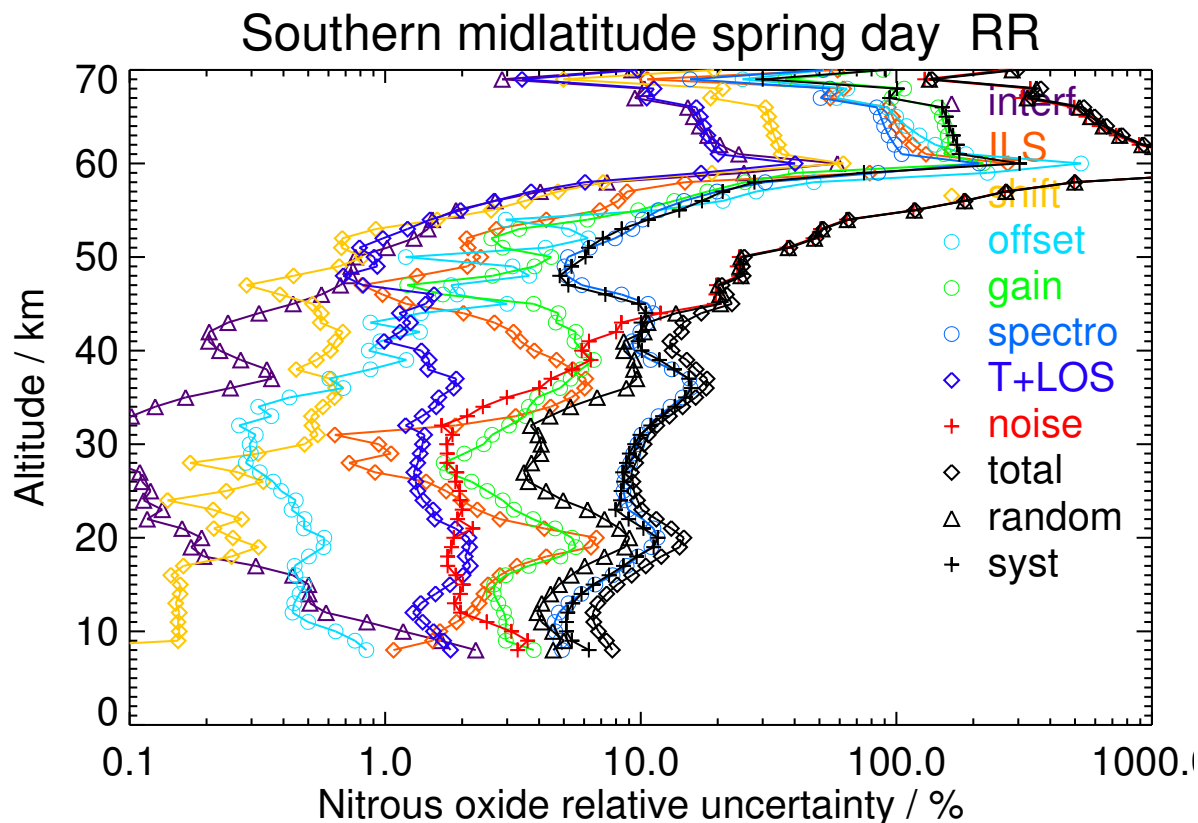 Southern midlatitude spring day RR
70
60
50
40
30
20
10
0
Altitude / km
interf
ILS
shift
offset
gain
spectro
T+LOS
noise
total
random
syst
0.1 1.0 10.0 100.0 1000.0
Nitrous oxide relative uncertainty / %